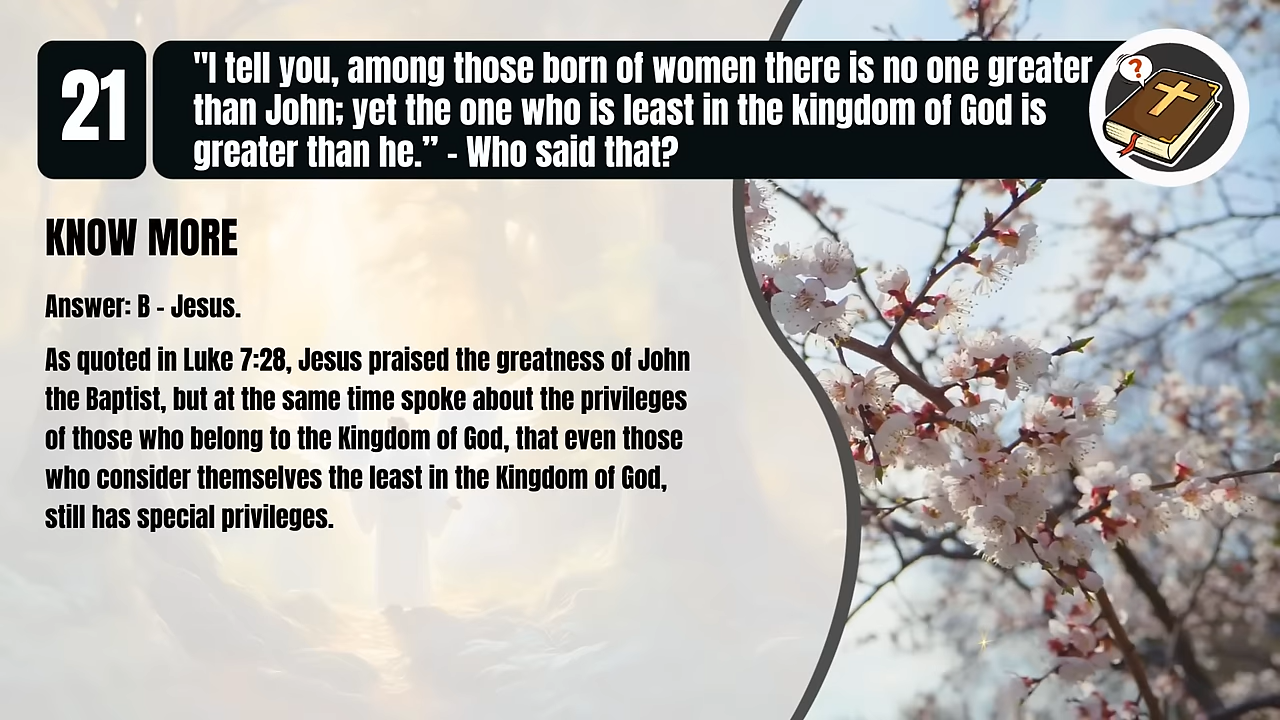 21
"I tell you, among those born of women there is no one greater
than John; yet the one who is least in the kingdom of God is
greater than he.” - Who said that?
?
KNOW MORE
Answer: B - Jesus.
As quoted in Luke 7:28, Jesus praised the greatness of John
the Baptist, but at the same time spoke about the privileges
of those who belong to the Kingdom of God, that even those
who consider themselves the least in the Kingdom of God,
still has special privileges.